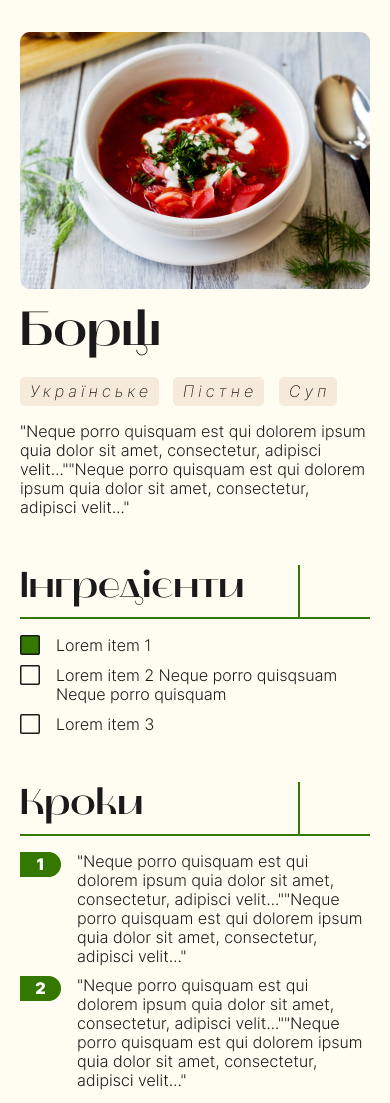 Борщ
Українське Пістне Суп
"Neque porro quisquam est qui dolorem ipsum
quia dolor sit amet, consectetur, adipisci
velit...""Neque porro quisquam est qui dolorem
ipsum quia dolor sit amet, consectetur,
adipisci velit..."
Інгредієнти
Lorem item 1
Lorem item 2 Neque porro quisqsuam
Neque porro quisquam
Lorem item 3
Кроки
1 "Neque porro quisquam est qui
dolorem ipsum quia dolor sit amet,
consectetur, adipisci velit...""Neque
porro quisquam est qui dolorem ipsum
quia dolor sit amet, consectetur,
adipisci velit..."
2 "Neque porro quisquam est qui
dolorem ipsum quia dolor sit amet,
consectetur, adipisci velit...""Neque
porro quisquam est qui dolorem ipsum
quia dolor sit amet, consectetur,
adipisci velit..."